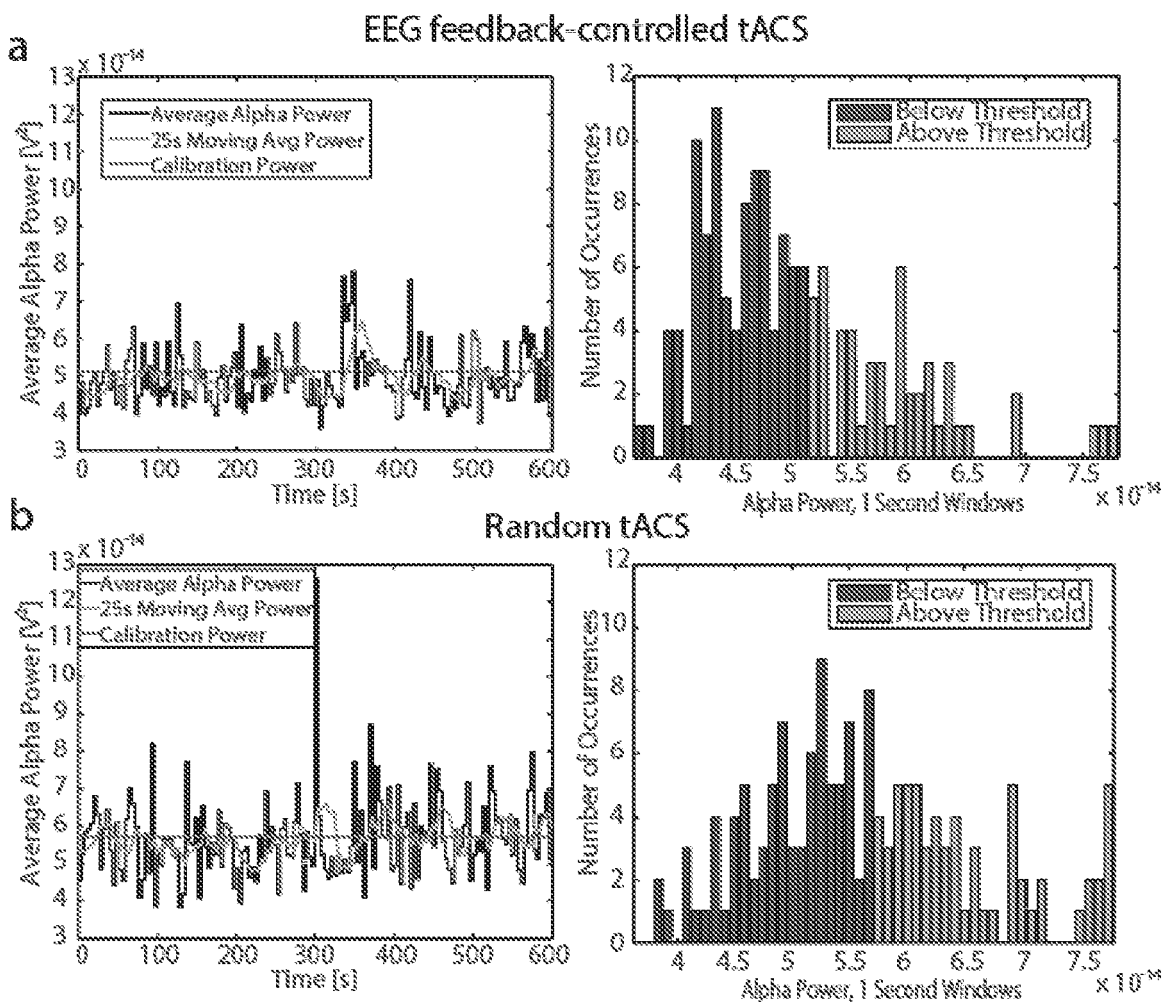 EEG feedback-controlled tACS
a
13 × 10⁻¹⁴
12
11
10
9
8
7
6
5
4
3
Average Alpha Power [V²]
Average Alpha Power
25s Moving Avg Power
Calibration Power
0 100 200 300 400 500 600
Time [s]
12
10
8
6
4
2
0
Number of Occurrences
Below Threshold
Above Threshold
4 4.5 5 5.5 6 6.5 7 7.5
Alpha Power, 1 Second Windows × 10⁻¹⁴
b
Random tACS
13 × 10⁻¹⁴
12
11
10
9
8
7
6
5
4
3
Average Alpha Power [V²]
Average Alpha Power
25s Moving Avg Power
Calibration Power
0 100 200 300 400 500 600
Time [s]
12
10
8
6
4
2
0
Number of Occurrences
Below Threshold
Above Threshold
4 4.5 5 5.5 6 6.5 7 7.5
Alpha Power, 1 Second Windows × 10⁻¹⁴